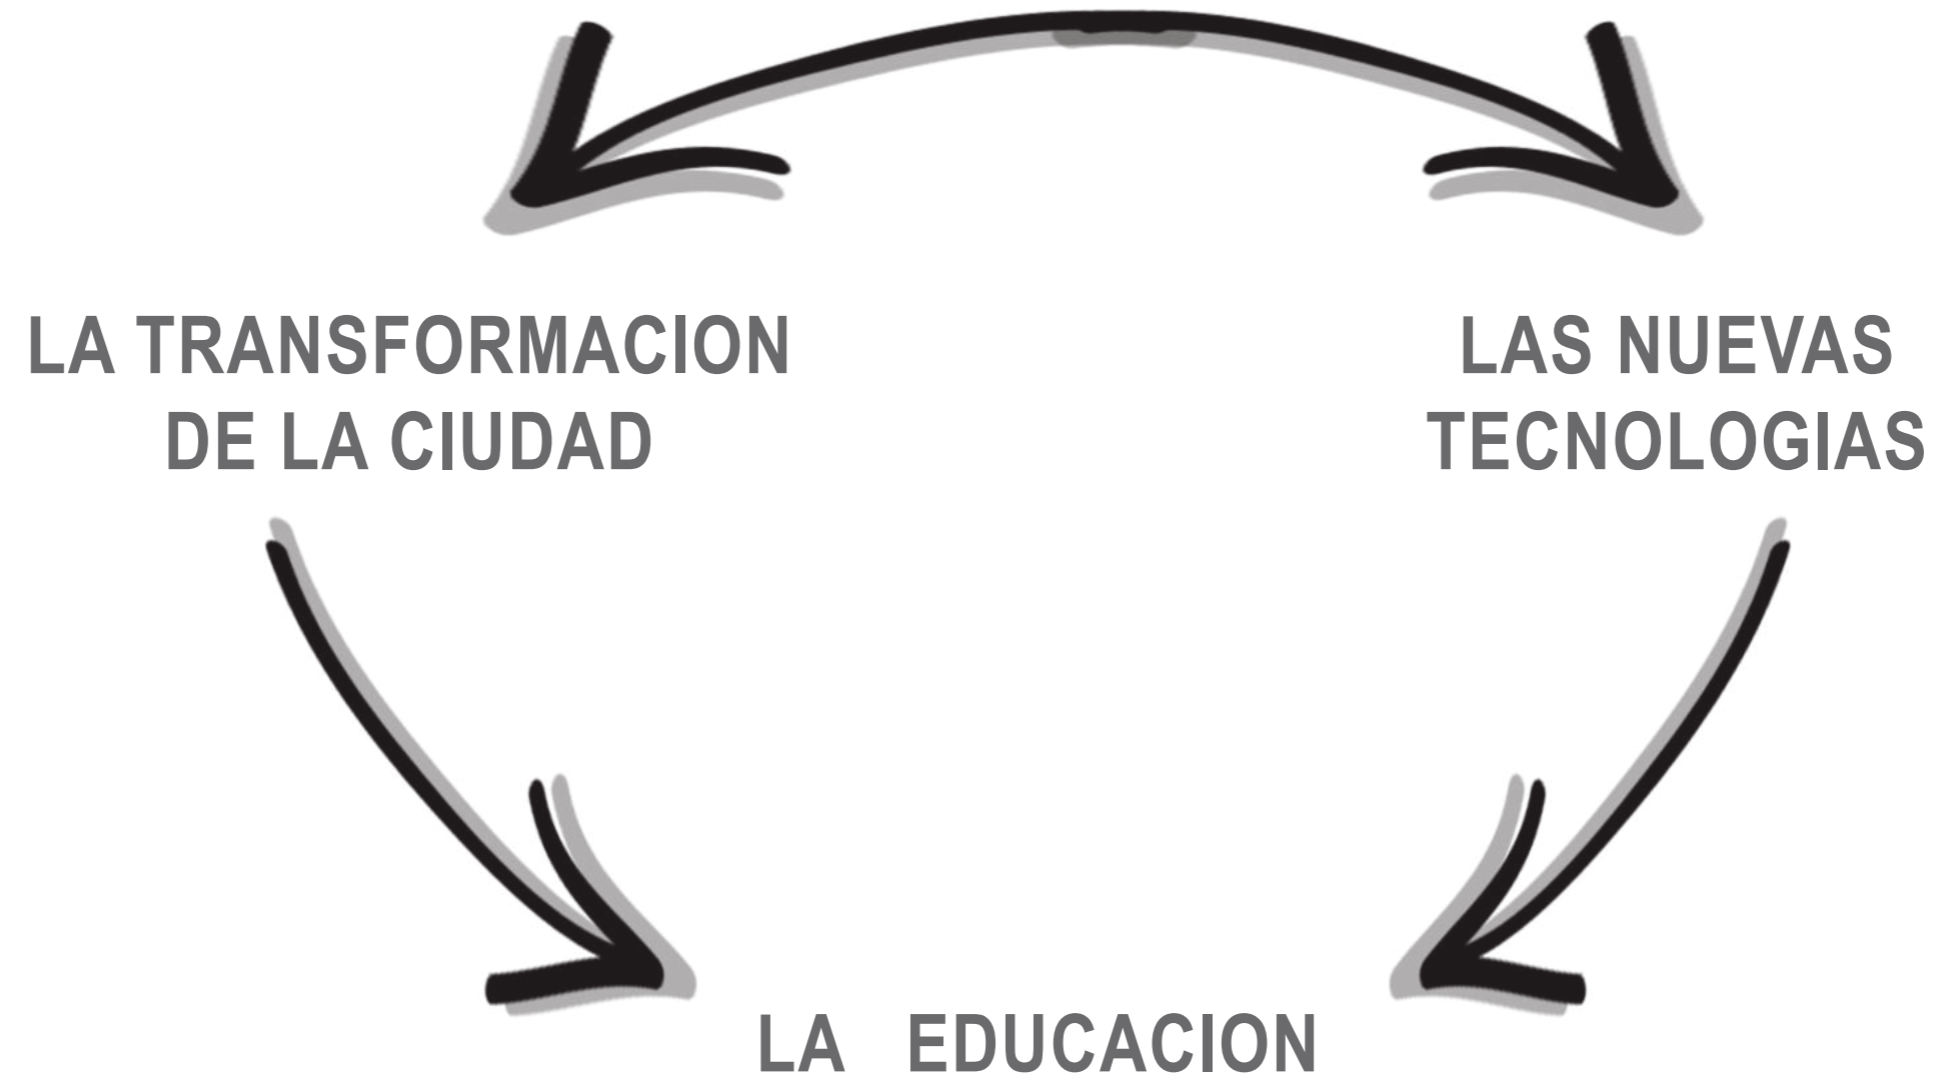 LA TRANSFORMACION
DE LA CIUDAD
LAS NUEVAS
TECNOLOGIAS
LA EDUCACION